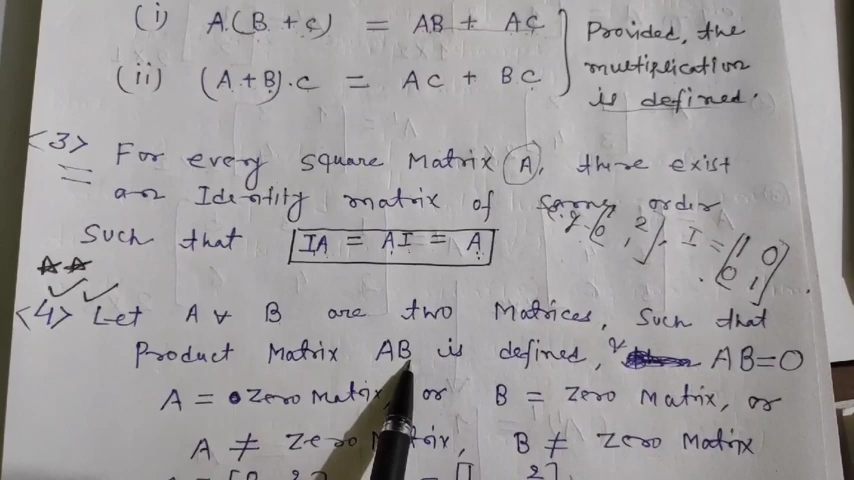 (i) A.(B + C) = AB + AC
(ii) (A + B).C = AC + BC
Provided, the
multiplication
is defined.
<3> For every square Matrix A, there exist
an Identity matrix of same order
Such that IA = AI = A
e.g. I = [1 0
0 1]
<4> Let A & B are two Matrices, Such that
Product Matrix AB is defined, & AB=0
A = Zero Matrix, or B = Zero Matrix, or
A ≠ Zero Matrix, B ≠ Zero Matrix